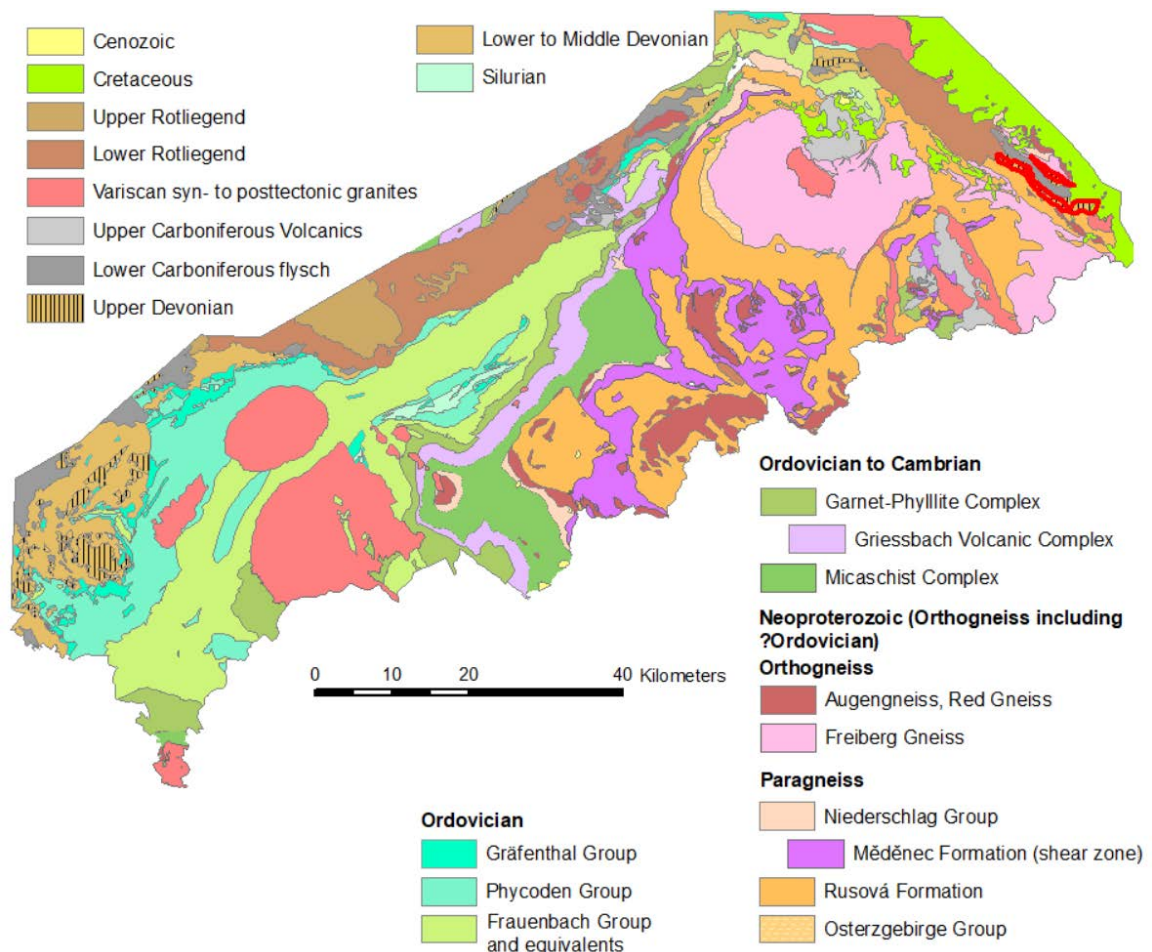 Cenozoic
Cretaceous
Upper Rotliegend
Lower Rotliegend
Variscan syn- to posttectonic granites
Upper Carboniferous Volcanics
Lower Carboniferous flysch
Upper Devonian
Lower to Middle Devonian
Silurian
0 10 20 40 Kilometers
Ordovician
Gräfenthal Group
Phycoden Group
Frauenbach Group
and equivalents
Ordovician to Cambrian
Garnet-Phylllite Complex
Griessbach Volcanic Complex
Micaschist Complex
Neoproterozoic (Orthogneiss including
?Ordovician)
Orthogneiss
Augengneiss, Red Gneiss
Freiberg Gneiss
Paragneiss
Niederschlag Group
Měděnec Formation (shear zone)
Rusová Formation
Osterzgebirge Group